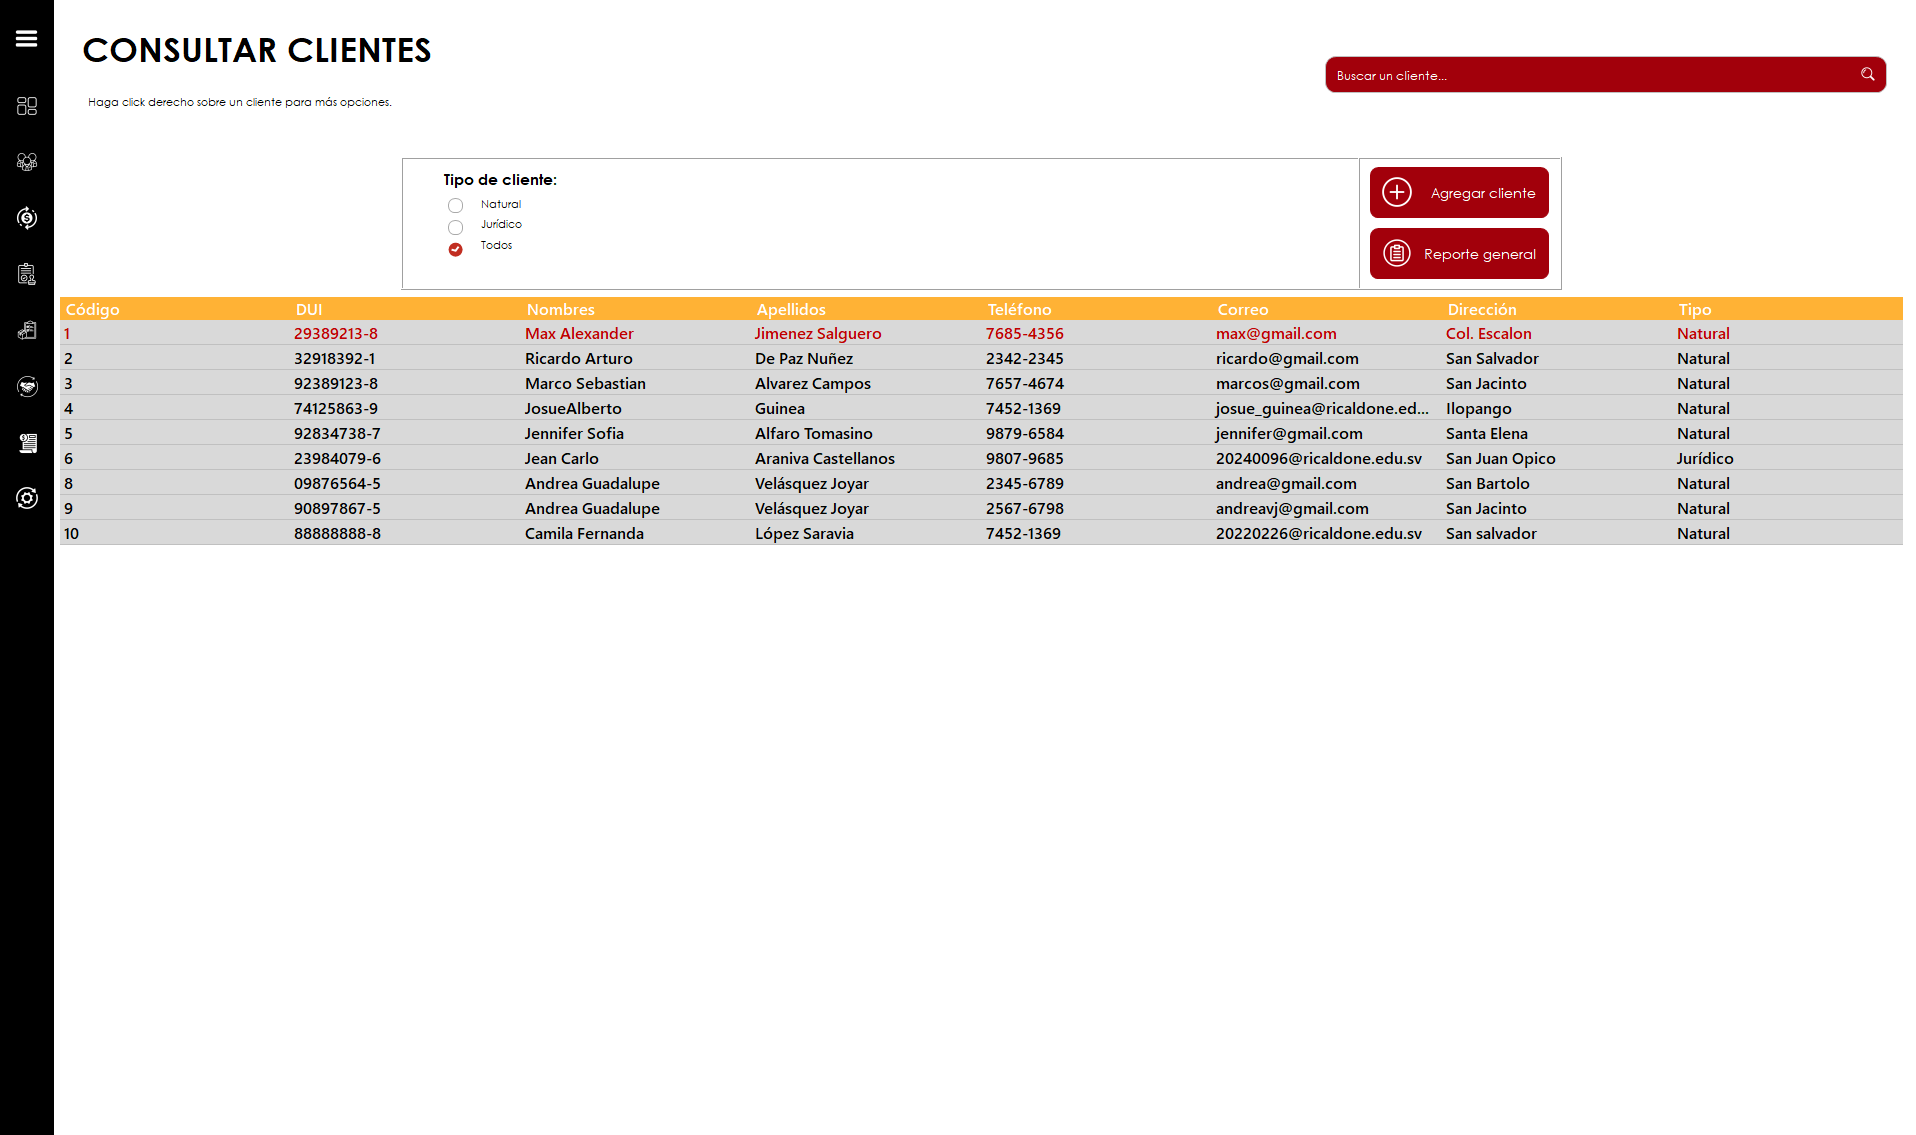 CONSULTAR CLIENTES
Buscar un cliente...
Haga click derecho sobre un cliente para más opciones.
Tipo de cliente:
Natural
Jurídico
Todos
Agregar cliente
Reporte general
Código DUI Nombres Apellidos Teléfono Correo Dirección Tipo
1 29389213-8 Max Alexander Jimenez Salguero 7685-4356 max@gmail.com Col. Escalon Natural
2 32918392-1 Ricardo Arturo De Paz Nuñez 2342-2345 ricardo@gmail.com San Salvador Natural
3 92389123-8 Marco Sebastian Alvarez Campos 7657-4674 marcos@gmail.com San Jacinto Natural
4 74125863-9 JosueAlberto Guinea 7452-1369 josue_guinea@ricaldone.ed... Ilopango Natural
5 92834738-7 Jennifer Sofia Alfaro Tomasino 9879-6584 jennifer@gmail.com Santa Elena Natural
6 23984079-6 Jean Carlo Araniva Castellanos 9807-9685 20240096@ricaldone.edu.sv San Juan Opico Jurídico
8 09876564-5 Andrea Guadalupe Velásquez Joyar 2345-6789 andrea@gmail.com San Bartolo Natural
9 90897867-5 Andrea Guadalupe Velásquez Joyar 2567-6798 andreavj@gmail.com San Jacinto Natural
10 88888888-8 Camila Fernanda López Saravia 7452-1369 20220226@ricaldone.edu.sv San salvador Natural